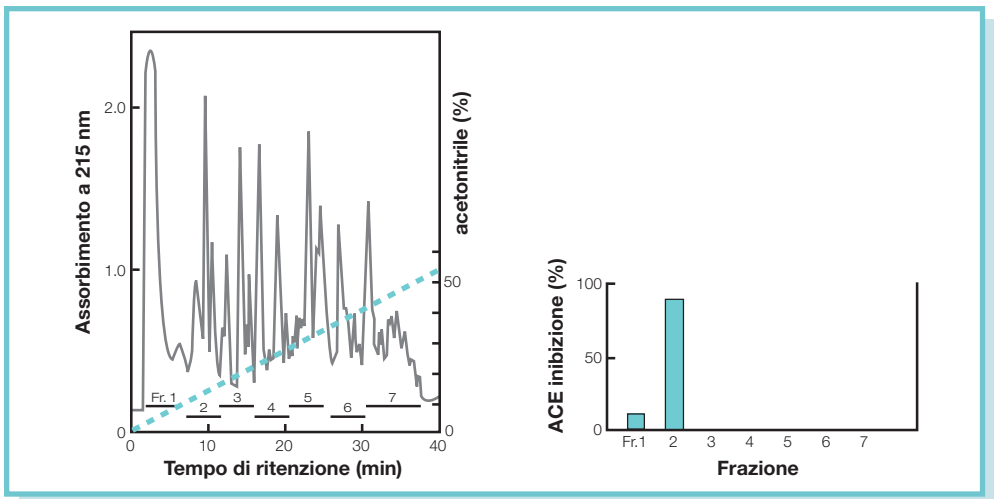 Assorbimento a 215 nm
2.0
1.0
0
acetonitrile (%)
50
0
Fr. 1
2
3
4
5
6
7
0 10 20 30 40
Tempo di ritenzione (min)
ACE inibizione (%)
100
50
0
Fr.1 2 3 4 5 6 7
Frazione